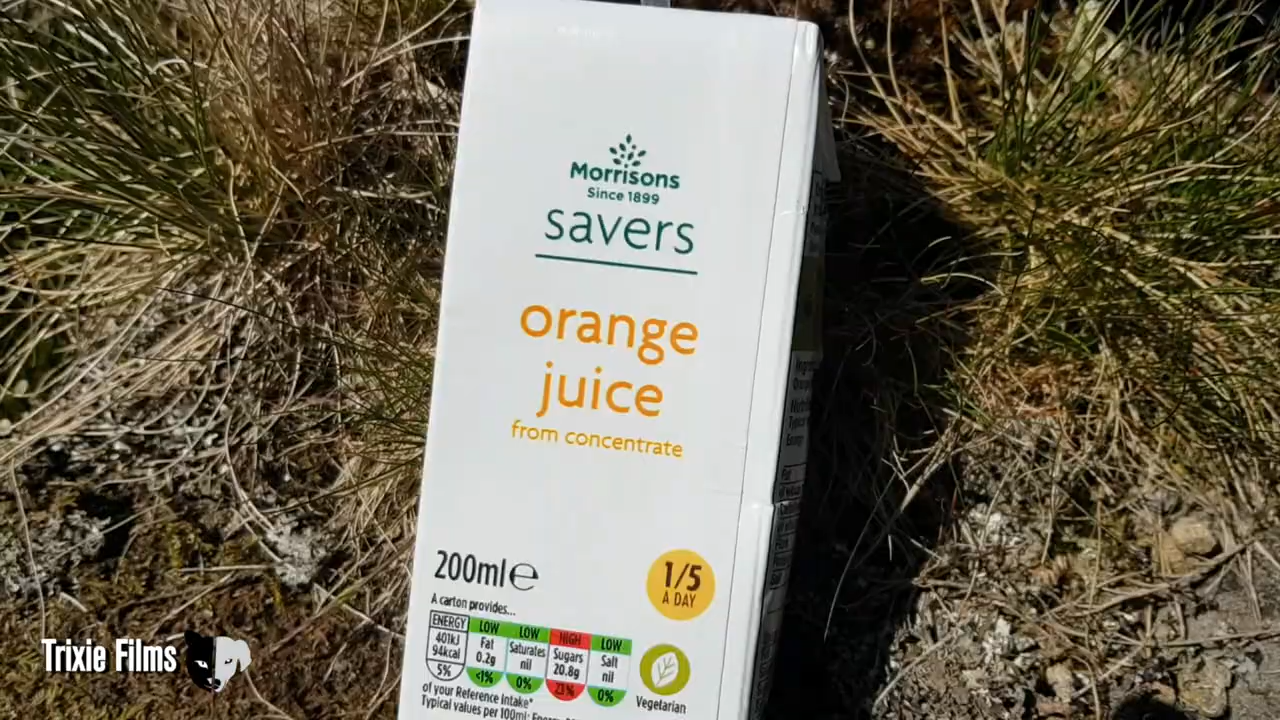 Morrisons
Since 1899
savers
orange
juice
from concentrate
200ml℮
1/5
A DAY
A carton provides...
ENERGY LOW LOW HIGH LOW
401kJ
94kcal
5%
Fat
0.2g
<1%
Saturates
nil
0%
Sugars
20.8g
23%
Salt
nil
0%
of your Reference Intake*
Typical values per 100ml:
Vegetarian
Trixie Films